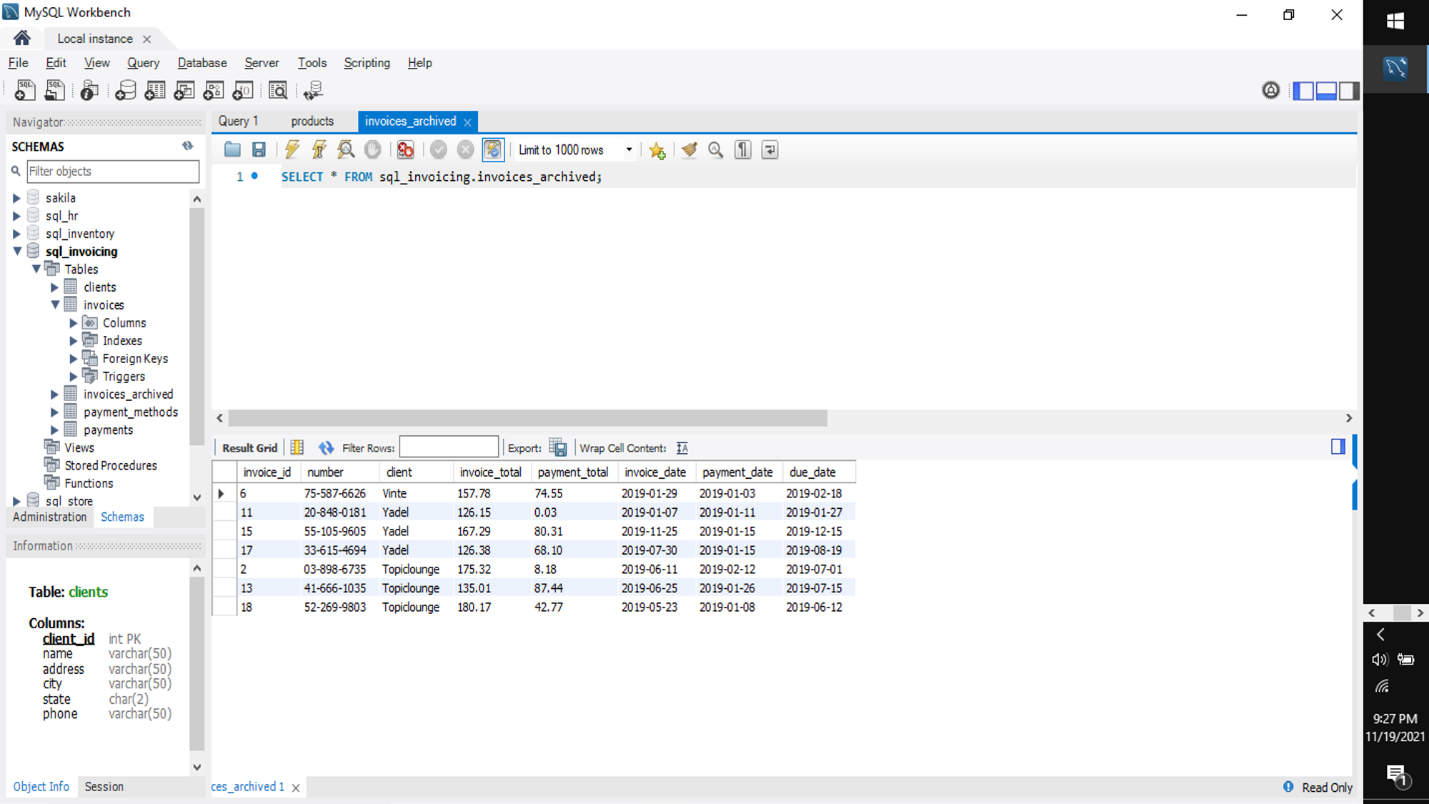 MySQL Workbench
Local instance
File Edit View Query Database Server Tools Scripting Help
Navigator
SCHEMAS
Filter objects
sakila
sql_hr
sql_inventory
sql_invoicing
Tables
clients
invoices
Columns
Indexes
Foreign Keys
Triggers
invoices_archived
payment_methods
payments
Views
Stored Procedures
Functions
sql_store
Administration Schemas
Information
Table: clients
Columns:
client_id int PK
name varchar(50)
address varchar(50)
city varchar(50)
state char(2)
phone varchar(50)
Object Info Session
Query 1 products invoices_archived
Limit to 1000 rows
1 SELECT * FROM sql_invoicing.invoices_archived;
Result Grid Filter Rows: Export: Wrap Cell Content:
invoice_id number client invoice_total payment_total invoice_date payment_date due_date
6 75-587-6626 Vinte 157.78 74.55 2019-01-29 2019-01-03 2019-02-18
11 20-848-0181 Yadel 126.15 0.03 2019-01-07 2019-01-11 2019-01-27
15 55-105-9605 Yadel 167.29 80.31 2019-11-25 2019-01-15 2019-12-15
17 33-615-4694 Yadel 126.38 68.10 2019-07-30 2019-01-15 2019-08-19
2 03-898-6735 Topiclounge 175.32 8.18 2019-06-11 2019-02-12 2019-07-01
13 41-666-1035 Topiclounge 135.01 87.44 2019-06-25 2019-01-26 2019-07-15
18 52-269-9803 Topiclounge 180.17 42.77 2019-05-23 2019-01-08 2019-06-12
ces_archived 1
Read Only
9:27 PM
11/19/2021
1